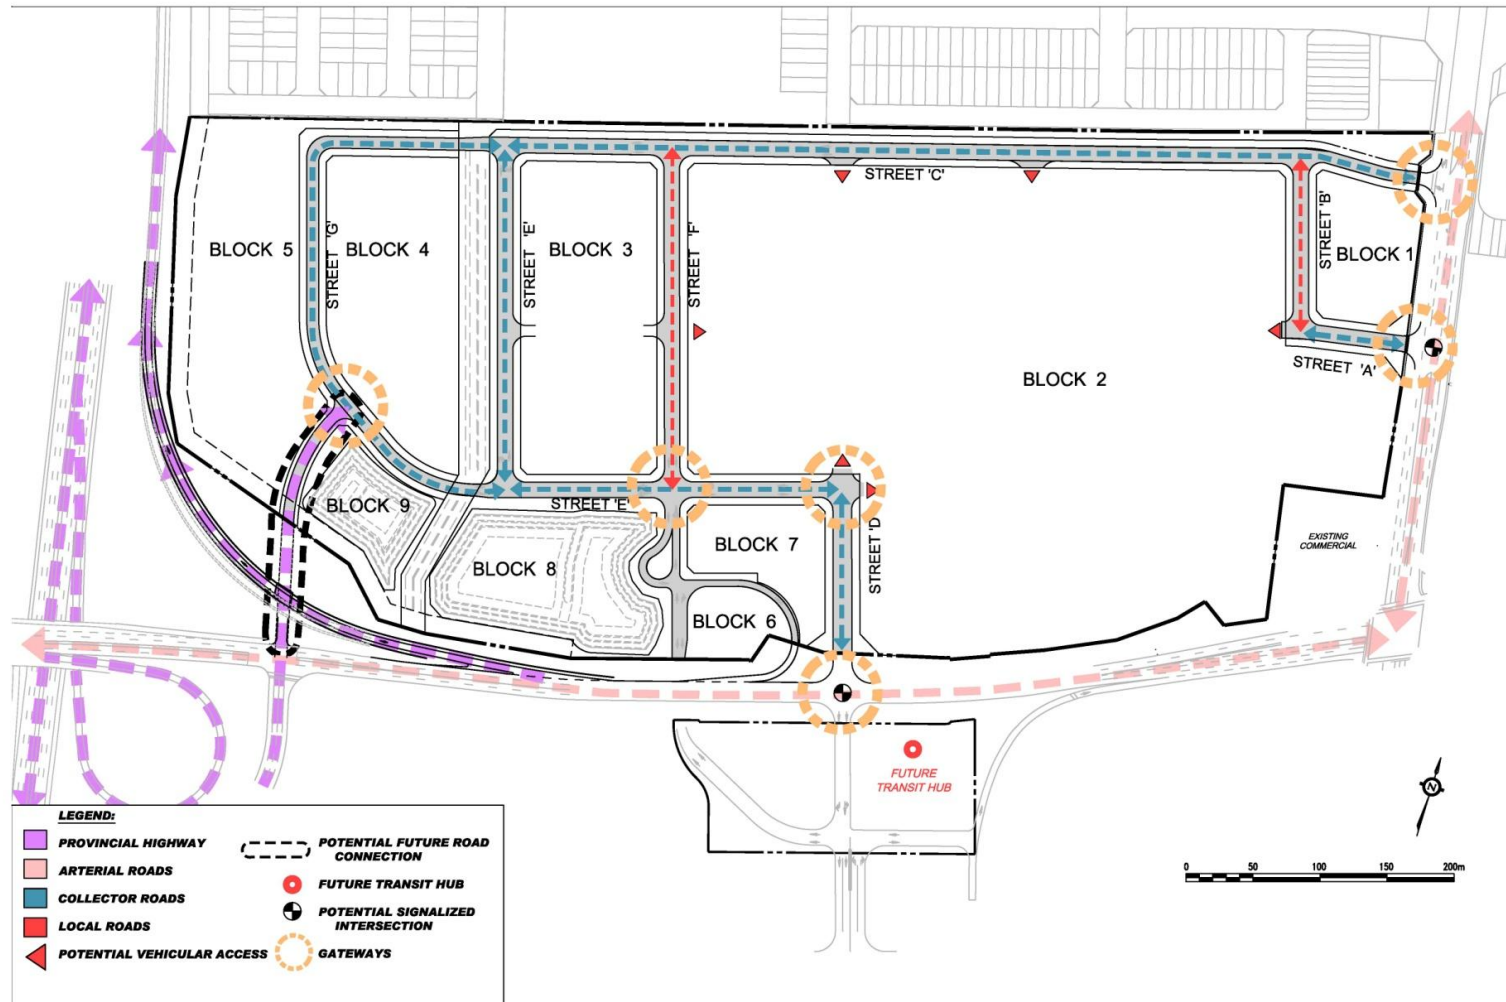 STREET 'C'
BLOCK 5
STREET 'G'
BLOCK 4
STREET 'E'
BLOCK 3
STREET 'F'
STREET 'B'
BLOCK 1
STREET 'A'
BLOCK 2
BLOCK 9
STREET 'E'
BLOCK 8
BLOCK 7
STREET 'D'
BLOCK 6
EXISTING
COMMERCIAL
FUTURE
TRANSIT HUB
N
0 50 100 150 200m
LEGEND:
PROVINCIAL HIGHWAY
ARTERIAL ROADS
COLLECTOR ROADS
LOCAL ROADS
POTENTIAL VEHICULAR ACCESS
POTENTIAL FUTURE ROAD
CONNECTION
FUTURE TRANSIT HUB
POTENTIAL SIGNALIZED
INTERSECTION
GATEWAYS